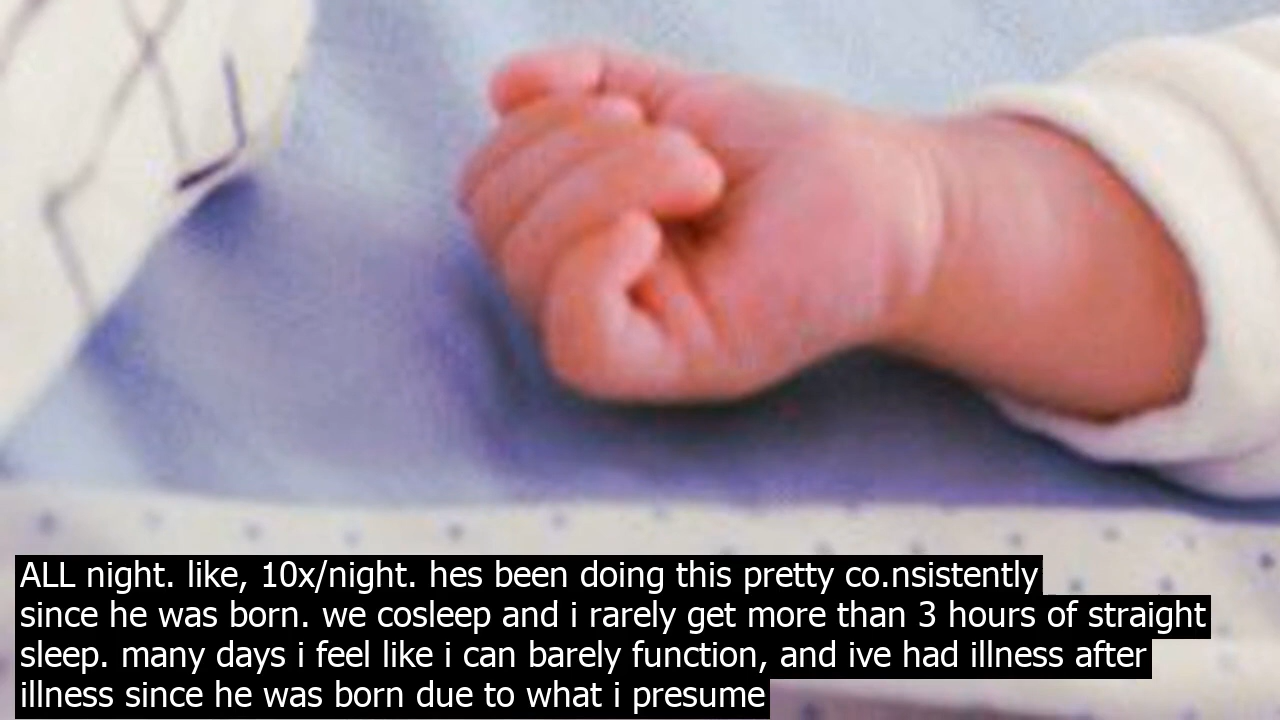 ALL night. like, 10x/night. hes been doing this pretty co.nsistently
since he was born. we cosleep and i rarely get more than 3 hours of straight
sleep. many days i feel like i can barely function, and ive had illness after
illness since he was born due to what i presume